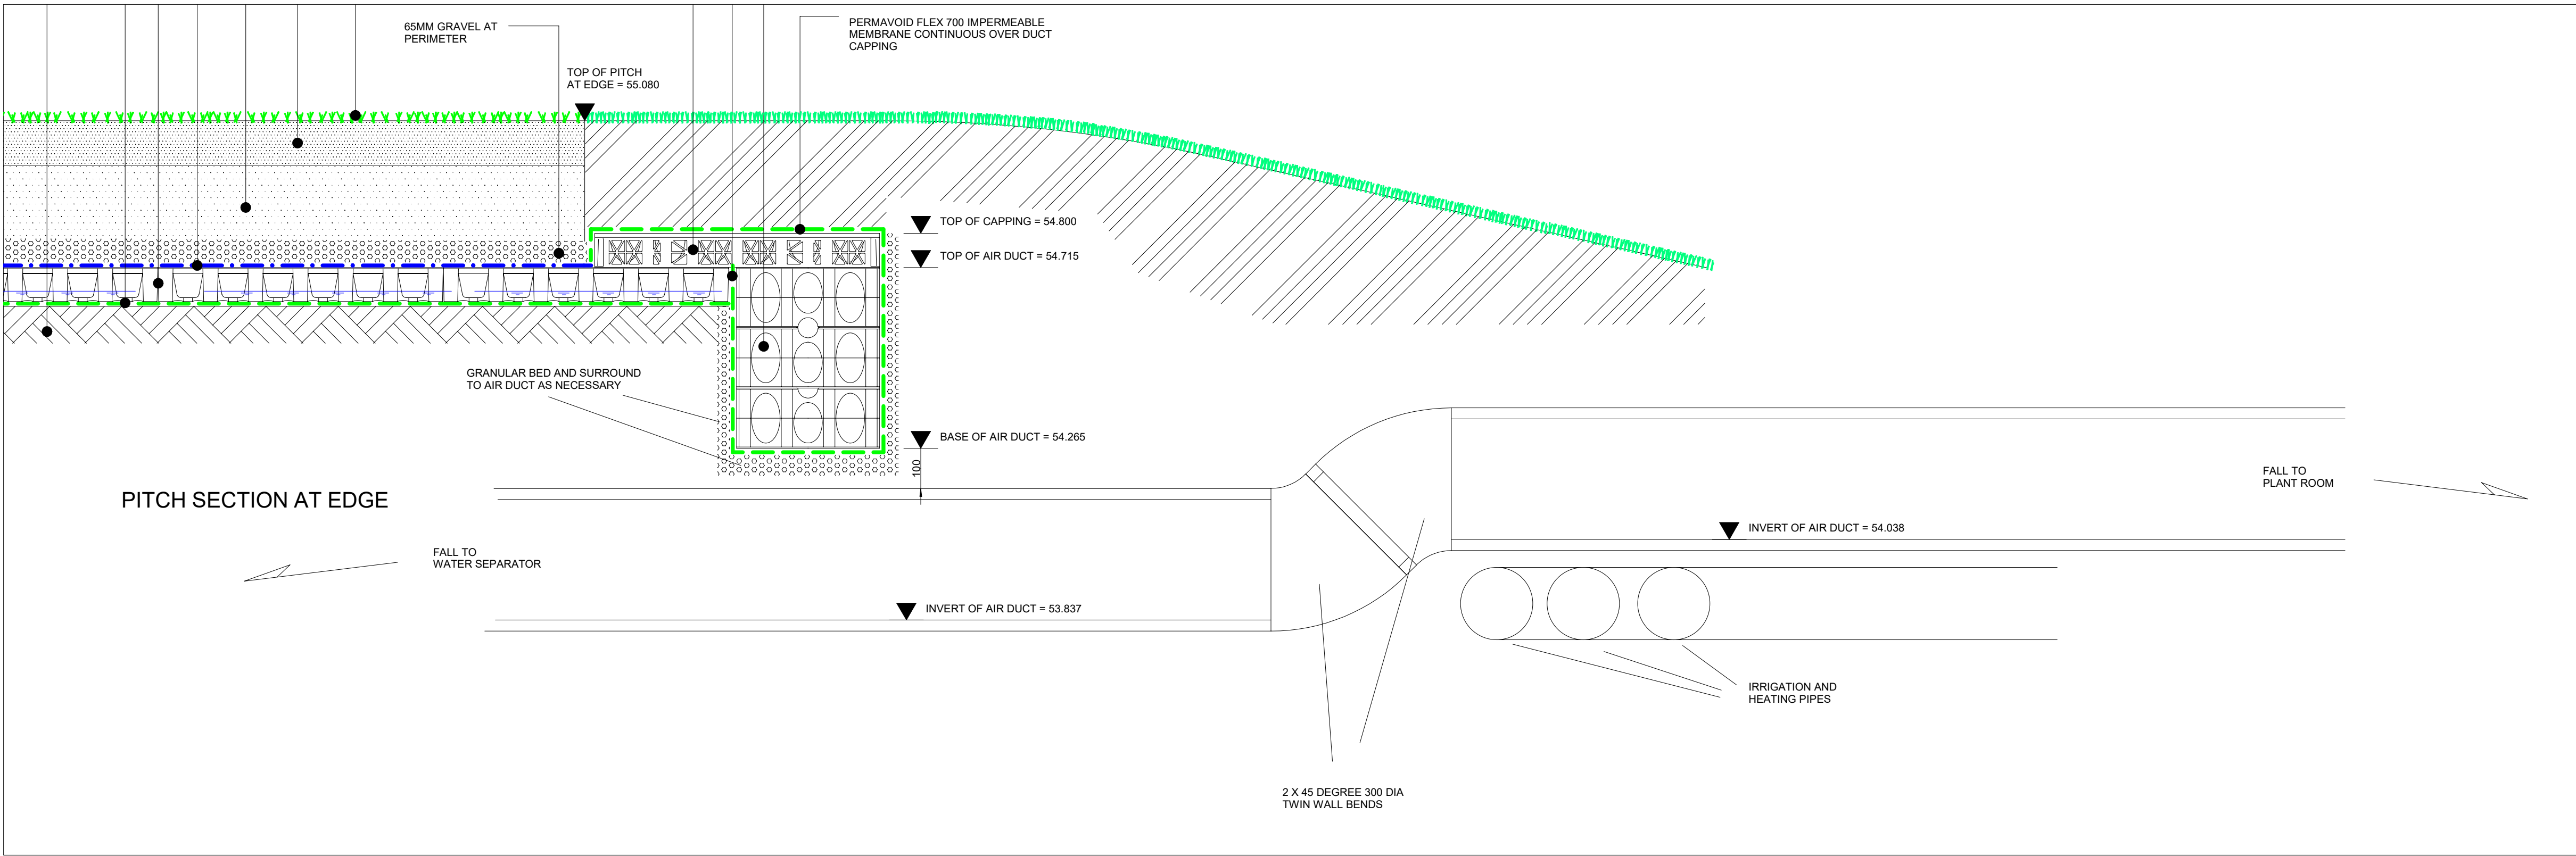 65MM GRAVEL AT
PERIMETER
PERMAVOID FLEX 700 IMPERMEABLE
MEMBRANE CONTINUOUS OVER DUCT
CAPPING
TOP OF PITCH
AT EDGE = 55.080
TOP OF CAPPING = 54.800
TOP OF AIR DUCT = 54.715
GRANULAR BED AND SURROUND
TO AIR DUCT AS NECESSARY
BASE OF AIR DUCT = 54.265
100
PITCH SECTION AT EDGE
FALL TO
PLANT ROOM
INVERT OF AIR DUCT = 54.038
FALL TO
WATER SEPARATOR
INVERT OF AIR DUCT = 53.837
IRRIGATION AND
HEATING PIPES
2 X 45 DEGREE 300 DIA
TWIN WALL BENDS